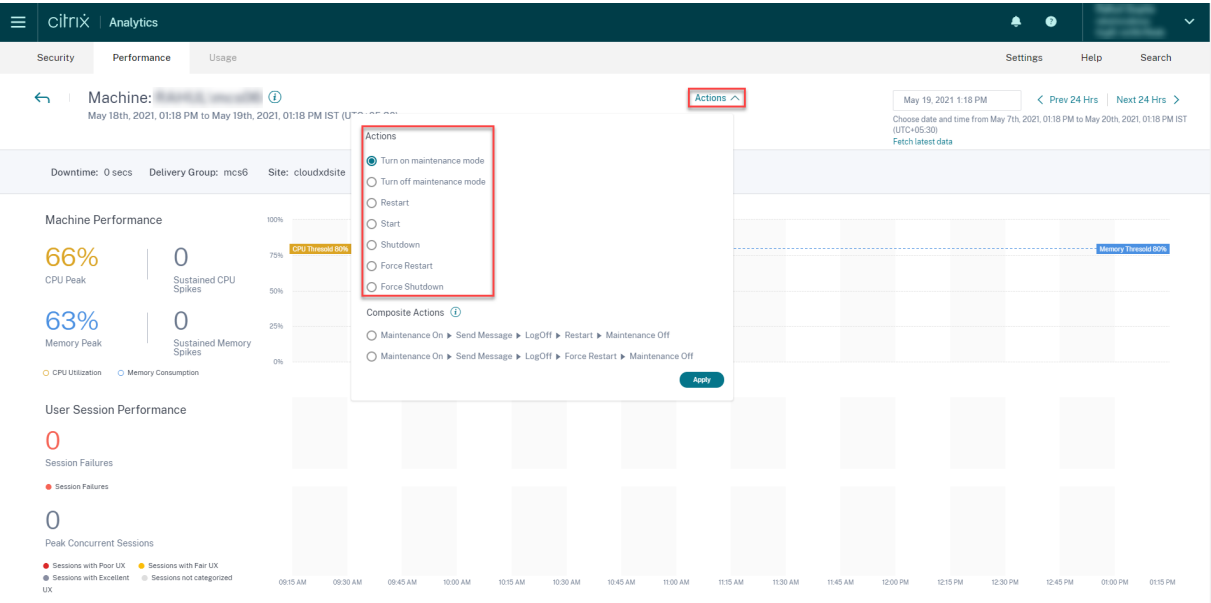 citrix Analytics
Security Performance Usage Settings Help Search
Machine:
Actions
May 18th, 2021, 01:18 PM to May 19th, 2021, 01:18 PM IST
May 19, 2021 1:18 PM Prev 24 Hrs Next 24 Hrs
Choose date and time from May 7th, 2021, 01:18 PM to May 20th, 2021, 01:18 PM IST
(UTC+05:30)
Fetch latest data
Downtime: 0 secs Delivery Group: mcs6 Site: cloudxdsite
Actions
Turn on maintenance mode
Turn off maintenance mode
Restart
Start
Shutdown
Force Restart
Force Shutdown
Composite Actions
Maintenance On Send Message LogOff Restart Maintenance Off
Maintenance On Send Message LogOff Force Restart Maintenance Off
Apply
Machine Performance
66%
CPU Peak
0
Sustained CPU
Spikes
63%
Memory Peak
0
Sustained Memory
Spikes
CPU Utilization Memory Consumption
100%
75%
50%
25%
0%
CPU Thresold 80%
Memory Thresold 80%
User Session Performance
0
Session Failures
Session Failures
0
Peak Concurrent Sessions
Sessions with Poor UX Sessions with Fair UX
Sessions with Excellent Sessions not categorized
UX
09:15 AM 09:30 AM 09:45 AM 10:00 AM 10:15 AM 10:30 AM 10:45 AM 11:00 AM 11:15 AM 11:30 AM 11:45 AM 12:00 PM 12:15 PM 12:30 PM 12:45 PM 01:00 PM 01:15 PM